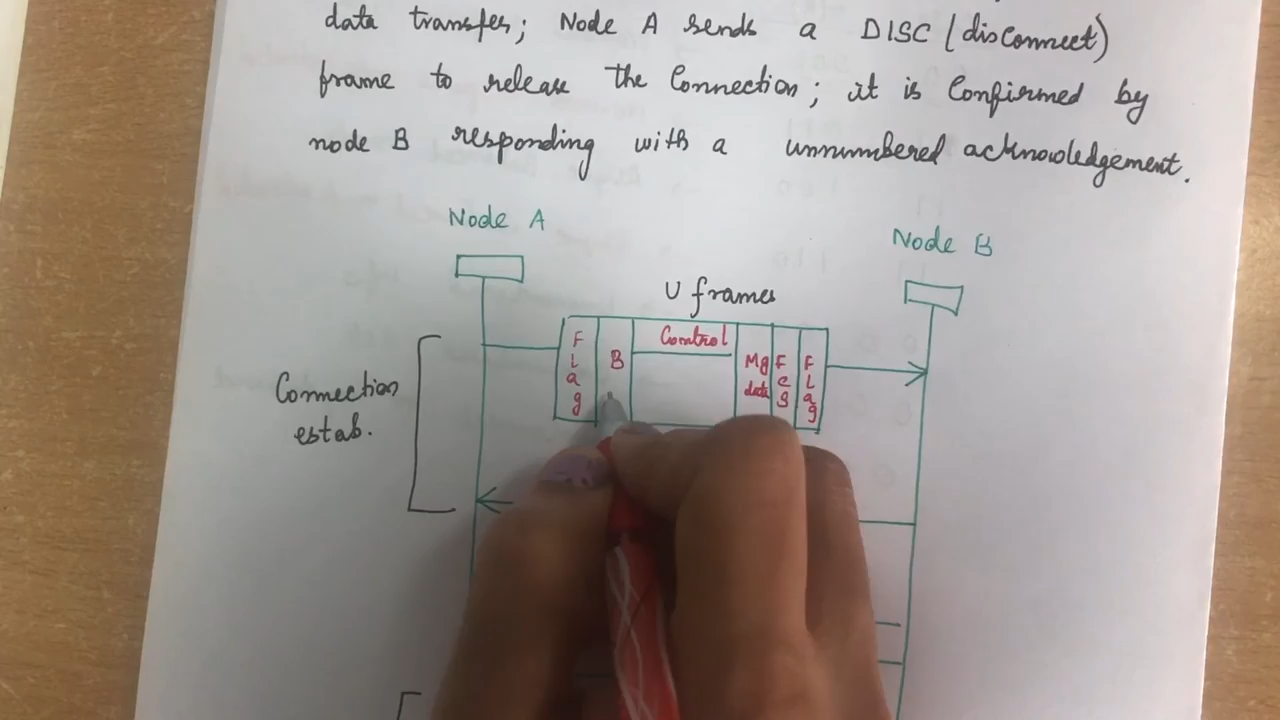 data transfer; Node A sends a DISC (disconnect)
frame to release the Connection; it is Confirmed by
node B responding with a unnumbered acknowledgement.
Node A
Node B
U frames
Flag
B
Control
Mg data
FCS
Flag
Connection
estab.